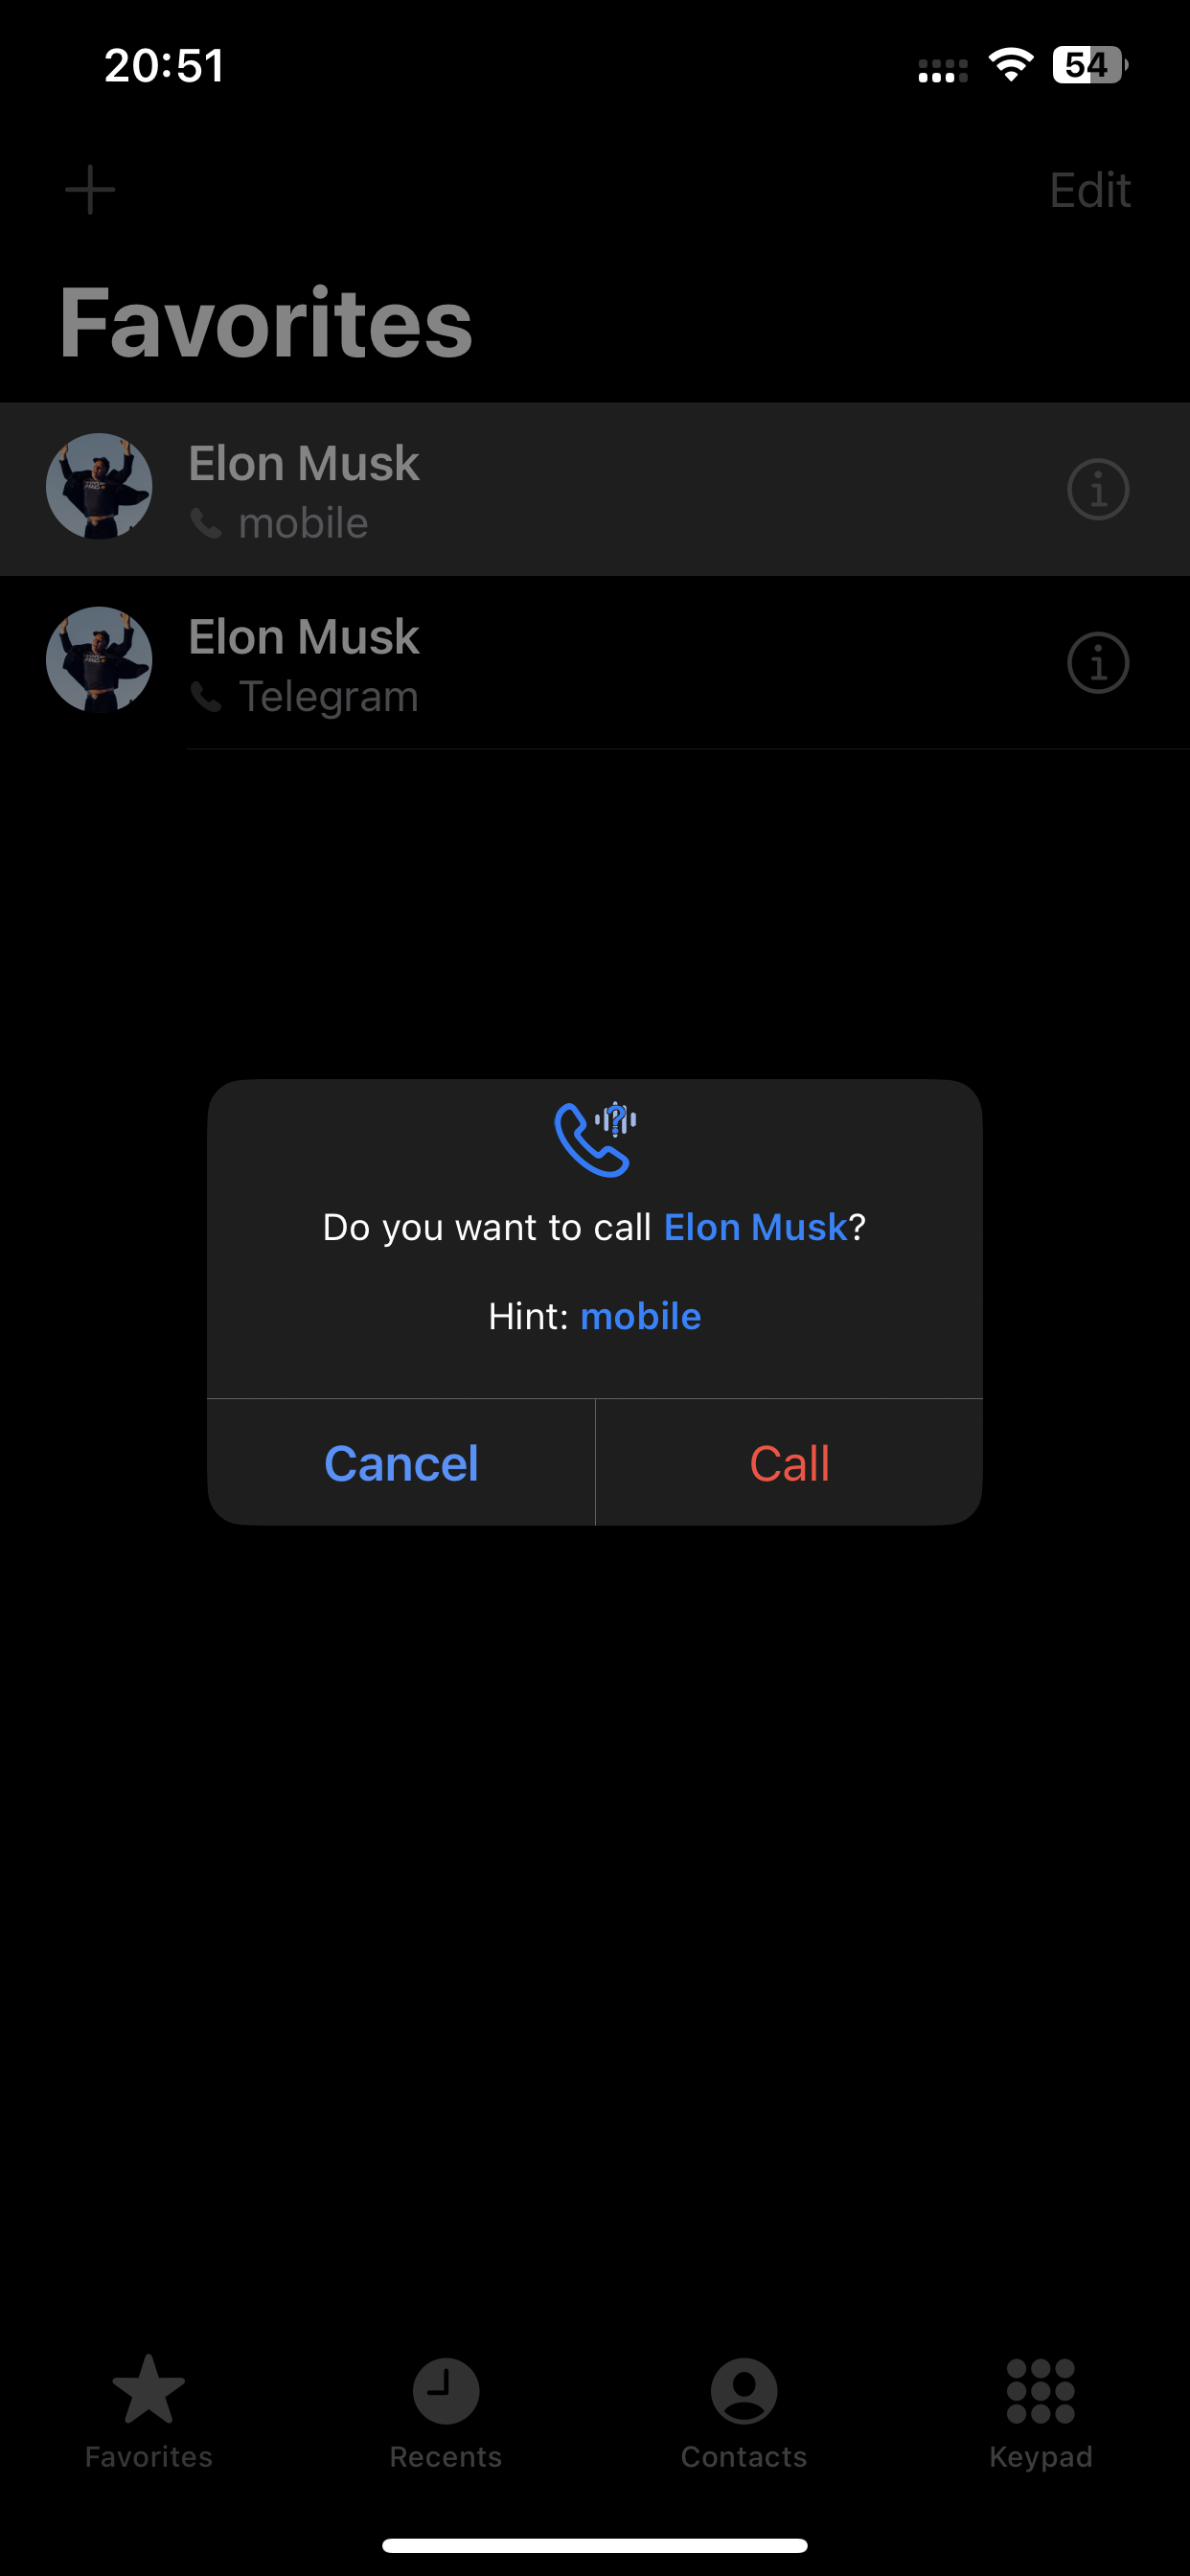 20:51
54
Edit
Favorites
Elon Musk
mobile
Elon Musk
Telegram
Do you want to call Elon Musk?
Hint: mobile
Cancel
Call
Favorites
Recents
Contacts
Keypad